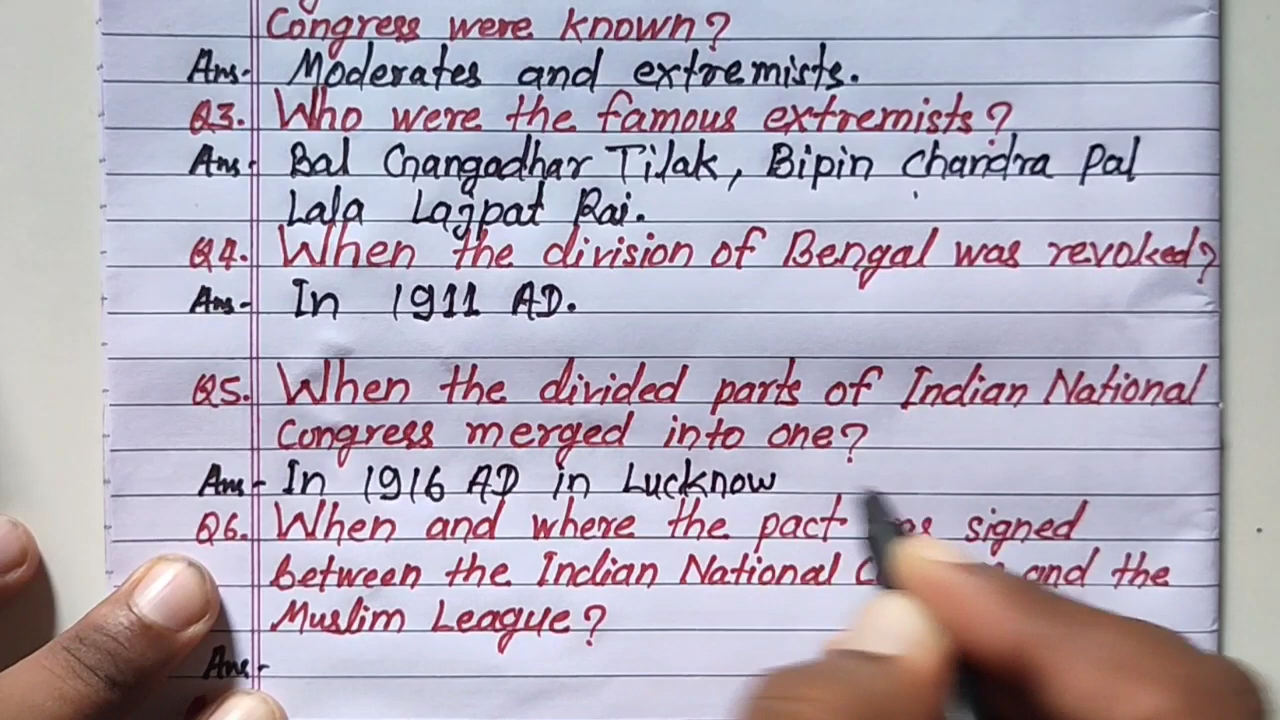 Congress were known?
Ans- Moderates and extremists.
Q3. Who were the famous extremists?
Ans- Bal Gangadhar Tilak, Bipin Chandra Pal
Lala Lajpat Rai.
Q4. When the division of Bengal was revoked?
Ans- In 1911 AD.
Q5. When the divided parts of Indian National
Congress merged into one?
Ans- In 1916 AD in Lucknow
Q6. When and where the pact signed
between the Indian National and the
Muslim League?
Ans-